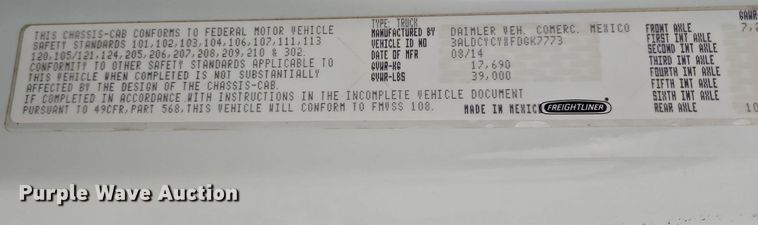 THIS CHASSIS-CAB CONFORMS TO FEDERAL MOTOR VEHICLE
SAFETY STANDARDS 101,102,103,104,106,107,111,113
120,105/121,124,205,206,207,208,209,210 & 302.
CONFORMITY TO OTHER SAFETY STANDARDS APPLICABLE TO
THIS VEHICLE WHEN COMPLETED IS NOT SUBSTANTIALLY
AFFECTED BY THE DESIGN OF THE CHASSIS-CAB.
IF COMPLETED IN ACCORDANCE WITH INSTRUCTIONS IN THE INCOMPLETE VEHICLE DOCUMENT
PURSUANT TO 49CFR,PART 568,THIS VEHICLE WILL CONFORM TO FMVSS 108.
TYPE: TRUCK
MANUFACTURED BY DAIMLER VEH. COMERC. MEXICO
VEHICLE ID NO 3ALDCYCYXFDGK7773
DATE OF MFR 08/14
GVWR-KG 17,690
GVWR-LBS 39,000
MADE IN MEXICO FREIGHTLINER
GAWR
FRONT AXLE
FIRST INT AXLE
SECOND INT AXLE
THIRD INT AXLE
FOURTH INT AXLE
FIFTH INT AXLE
SIXTH INT AXLE
REAR AXLE 10
Purple Wave Auction